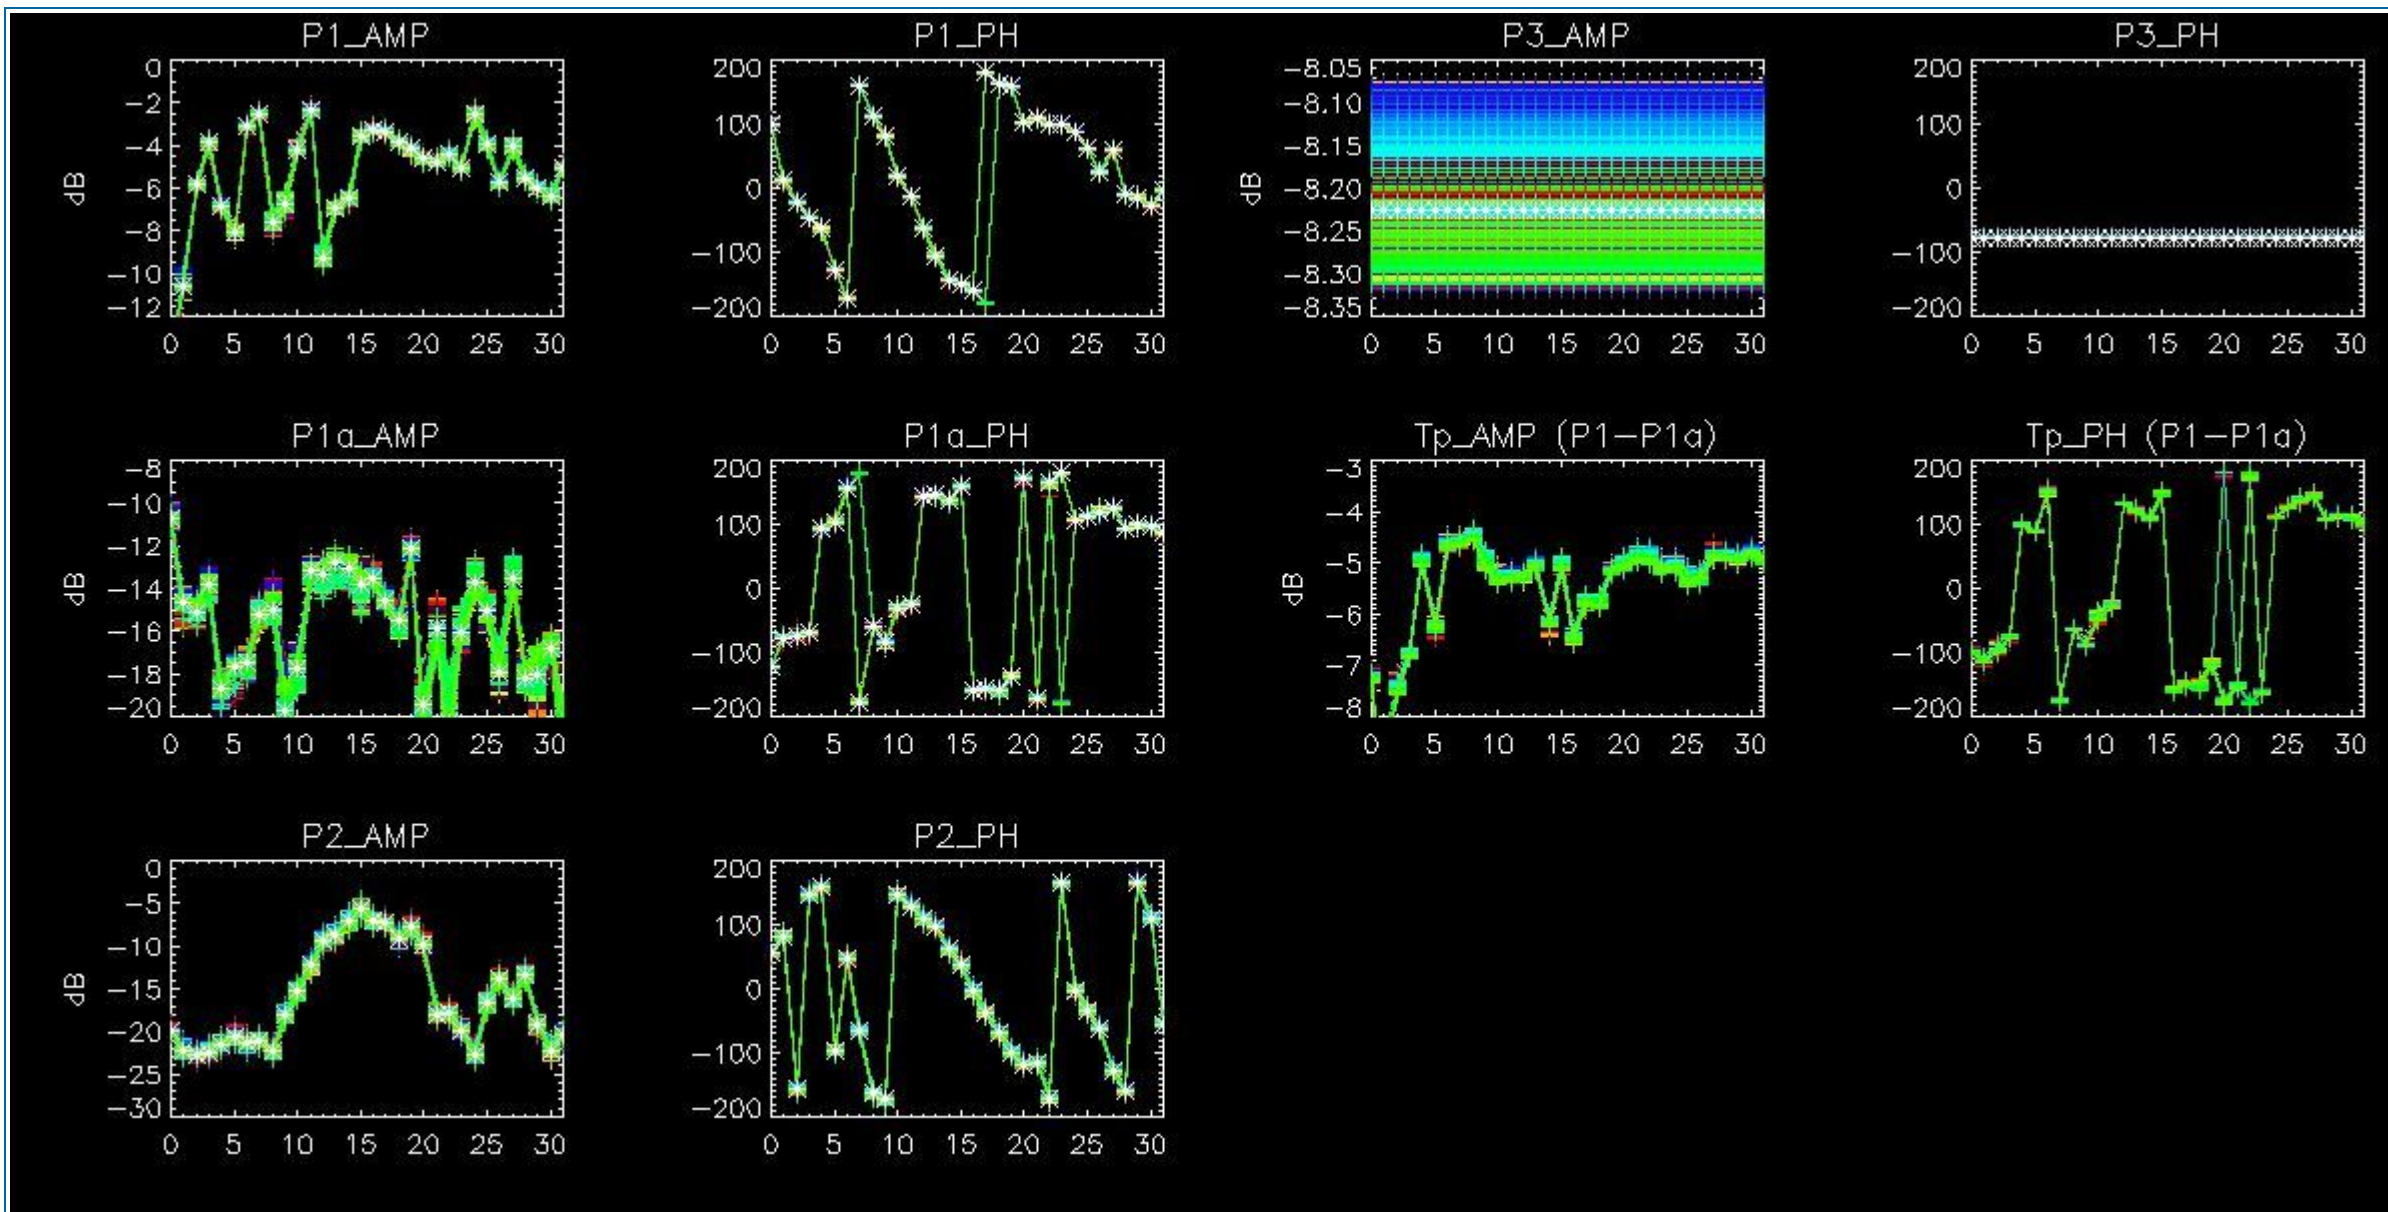 P1_AMP P1_PH P3_AMP P3_PH
0 200 −8.05 200
−2 −8.10
−4 100 −8.15 100
dB −6 0 dB −8.20 0
−8 −8.25
−10 −100 −8.30 −100
−12 −200 −8.35 −200
0 5 10 15 20 25 30 0 5 10 15 20 25 30 0 5 10 15 20 25 30 0 5 10 15 20 25 30
P1a_AMP P1a_PH Tp_AMP (P1−P1a) Tp_PH (P1−P1a)
−8 200 −3 200
−10 100 −4 100
−12
dB −14 0 dB −5 0
−16 −6
−18 −100 −7 −100
−20 −200 −8 −200
0 5 10 15 20 25 30 0 5 10 15 20 25 30 0 5 10 15 20 25 30 0 5 10 15 20 25 30
P2_AMP P2_PH
0 200
−5 100
−10
dB −15 0
−20
−25 −100
−30 −200
0 5 10 15 20 25 30 0 5 10 15 20 25 30